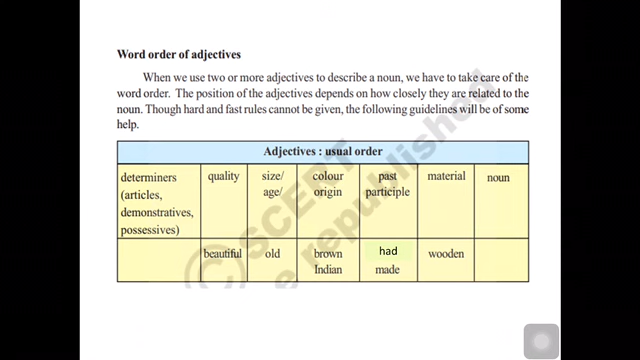 Word order of adjectives
When we use two or more adjectives to describe a noun, we have to take care of the
word order. The position of the adjectives depends on how closely they are related to the
noun. Though hard and fast rules cannot be given, the following guidelines will be of some
help.
Adjectives : usual order
determiners (articles, demonstratives, possessives)
quality
size/ age/
colour origin
past participle
material
noun
beautiful
old
brown Indian
had made
wooden
© SCERT
be republished